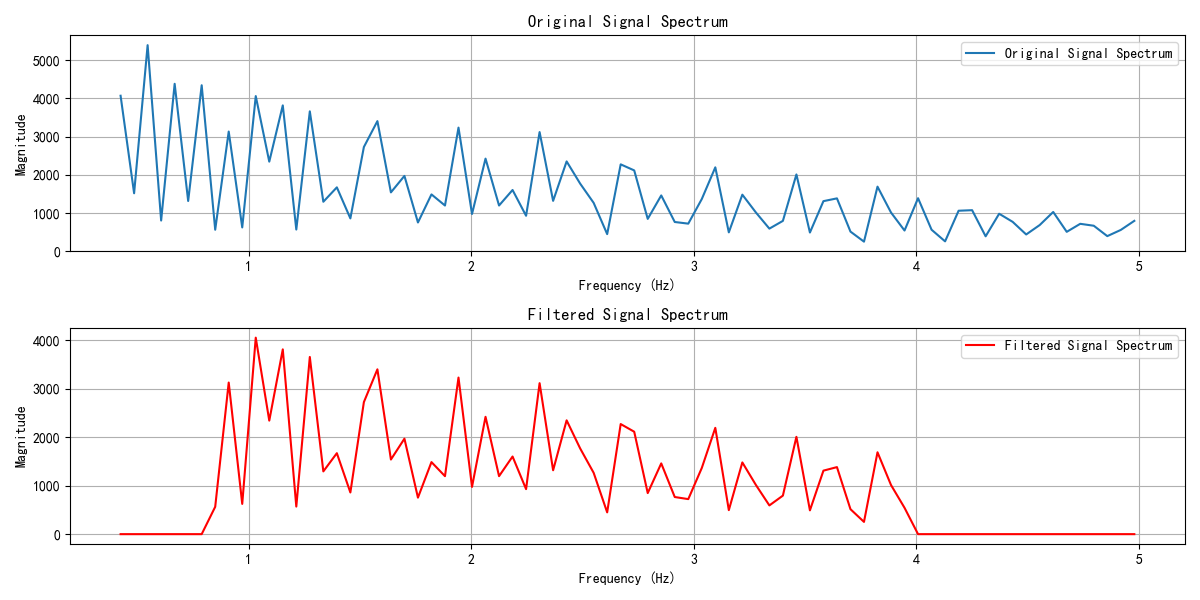 Original Signal Spectrum
Original Signal Spectrum
5000
4000
3000
2000
1000
0
Magnitude
1 2 3 4 5
Frequency (Hz)
Filtered Signal Spectrum
Filtered Signal Spectrum
4000
3000
2000
1000
0
Magnitude
1 2 3 4 5
Frequency (Hz)